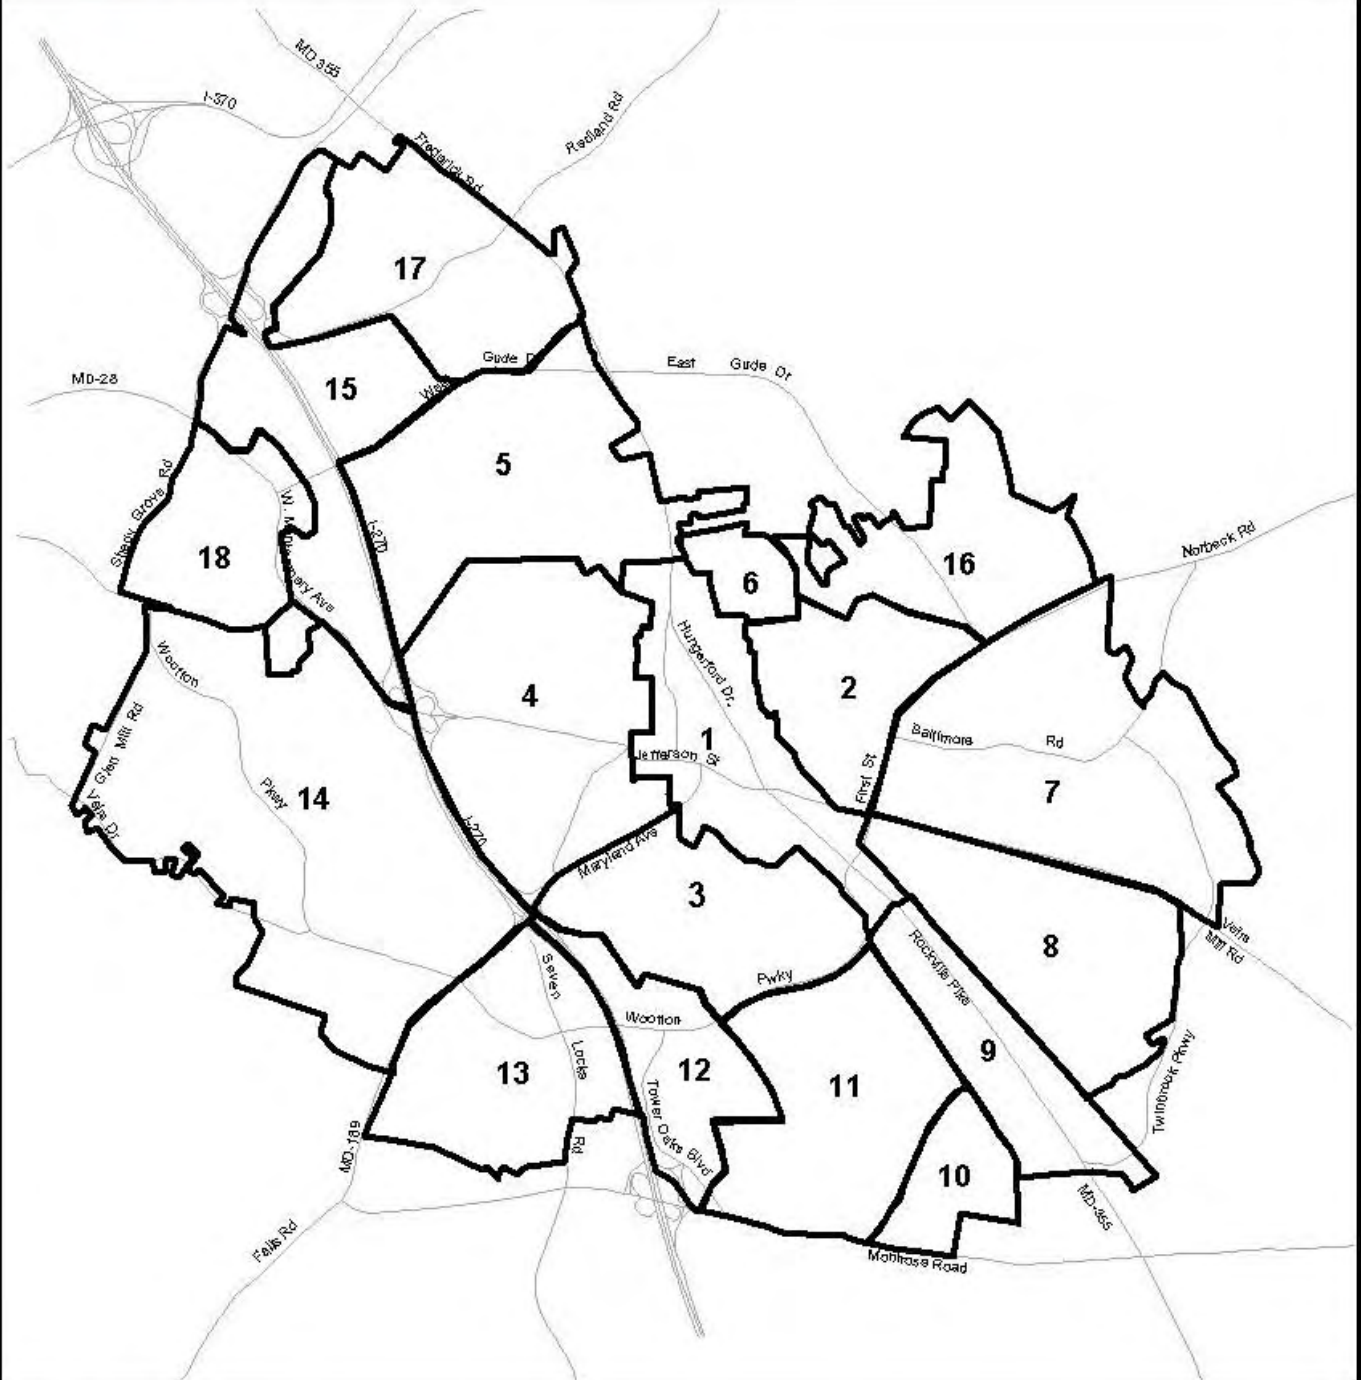 MD 355
I-370
Redland Rd
Frederick Rd
17
Gude Dr
East Gude Dr
MD-28
15
5
Shady Grove Rd
W. Montgomery Ave
I-270
Norbeck Rd
16
18
6
Wootton
Hungerford Dr.
4
2
Glen Mill Rd
1
Baltimore Rd
Jefferson St
First St
7
Pkwy
14
Veirs Dr
I-270
Maryland Ave
3
Veirs
Mill Rd
8
Rockville Pike
Seven
Pwky
Wootton
9
Locks
13
12
11
Twinbrook Pkwy
Tower Oaks Blvd
Rd
MD-189
10
MD-355
Falls Rd
Montrose Road